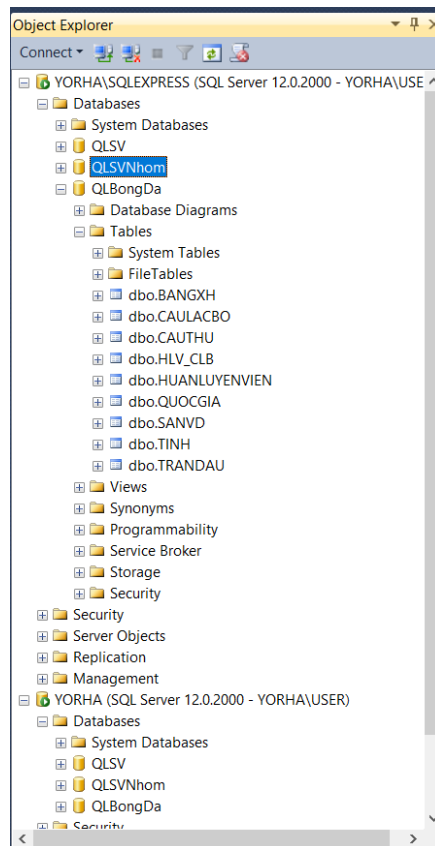 Object Explorer
Connect
YORHA\SQLEXPRESS (SQL Server 12.0.2000 - YORHA\USE
Databases
System Databases
QLSV
QLSVNhom
QLBongDa
Database Diagrams
Tables
System Tables
FileTables
dbo.BANGXH
dbo.CAULACBO
dbo.CAUTHU
dbo.HLV_CLB
dbo.HUANLUYENVIEN
dbo.QUOCGIA
dbo.SANVD
dbo.TINH
dbo.TRANDAU
Views
Synonyms
Programmability
Service Broker
Storage
Security
Security
Server Objects
Replication
Management
YORHA (SQL Server 12.0.2000 - YORHA\USER)
Databases
System Databases
QLSV
QLSVNhom
QLBongDa
Security